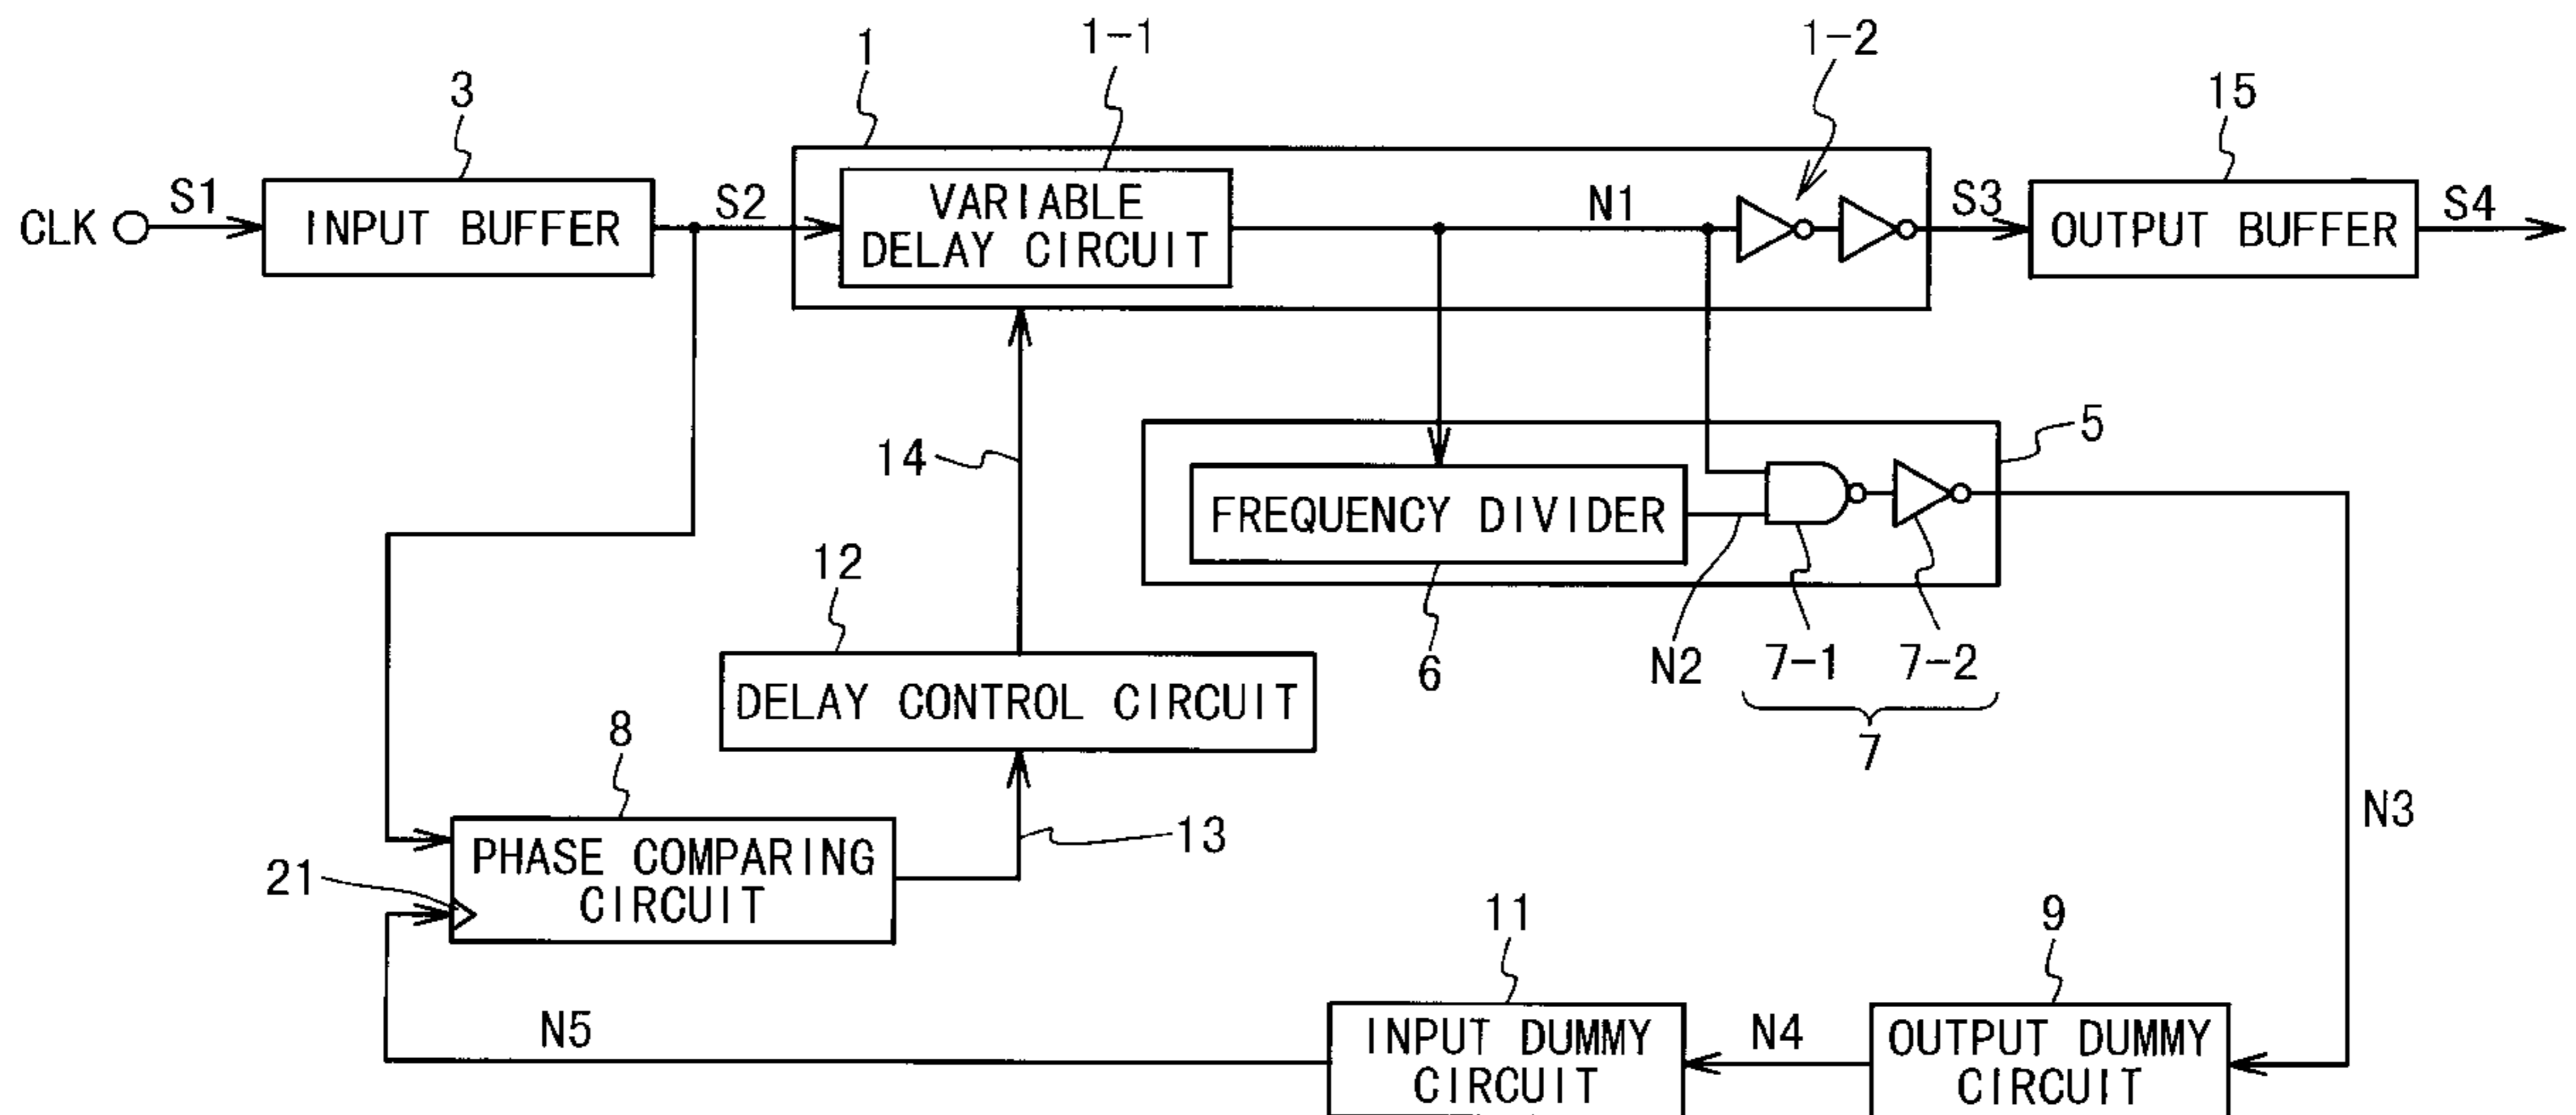 1
1-1
1-2
3
15
CLK
S1
INPUT BUFFER
S2
VARIABLE
DELAY CIRCUIT
N1
S3
OUTPUT BUFFER
S4
14
5
FREQUENCY DIVIDER
12
6
N2
7-1
7-2
7
DELAY CONTROL CIRCUIT
8
N3
13
PHASE COMPARING
CIRCUIT
21
11
9
N5
INPUT DUMMY
CIRCUIT
N4
OUTPUT DUMMY
CIRCUIT